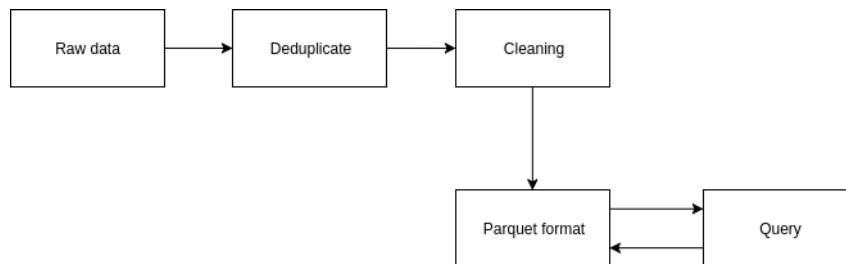 Raw data
Deduplicate
Cleaning
Parquet format
Query